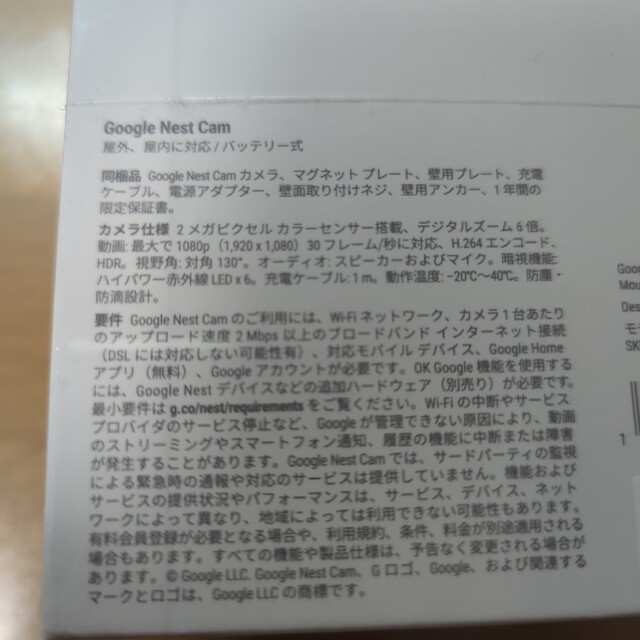 Google Nest Cam
屋外、屋内に対応 / バッテリー式
同梱品 Google Nest Cam カメラ、マグネット プレート、壁用プレート、充電
ケーブル、電源アダプター、壁面取り付けネジ、壁用アンカー、1 年間の
限定保証書。
カメラ仕様 2 メガピクセル カラーセンサー搭載、デジタルズーム 6 倍。
動画: 最大で 1080p（1,920 x 1,080）30 フレーム/秒に対応、H.264 エンコード、
HDR。視野角: 対角 130°。オーディオ: スピーカーおよびマイク。暗視機能:
ハイパワー赤外線 LED x 6。充電ケーブル: 1 m。動作温度: -20℃～40℃。防塵・
防滴設計。
要件 Google Nest Cam のご利用には、Wi-Fi ネットワーク、カメラ 1 台あたり
のアップロード速度 2 Mbps 以上のブロードバンド インターネット接続
（DSL には対応しない可能性有）、対応モバイル デバイス、Google Home
アプリ（無料）、Google アカウントが必要です。OK Google 機能を使用する
には、Google Nest デバイスなどの追加ハードウェア（別売り）が必要です。
最小要件は g.co/nest/requirements をご覧ください。Wi-Fi の中断やサービス
プロバイダのサービス停止など、Google が管理できない原因により、動画
のストリーミングやスマートフォン通知、履歴の機能に中断または障害
が発生することがあります。Google Nest Cam では、サードパーティの監視
による緊急時の通報や対応のサービスは提供していません。機能および
サービスの提供状況やパフォーマンスは、サービス、デバイス、ネット
ワークによって異なり、地域によっては利用できない可能性もあります。
有料会員登録が必要となる場合や、利用規約、条件、料金が別途適用される
場合もあります。すべての機能や製品仕様は、予告なく変更される場合が
あります。© Google LLC. Google Nest Cam、G ロゴ、Google、および関連する
マークとロゴは、Google LLC の商標です。
Goo
Mou
Des
モ
SK
1